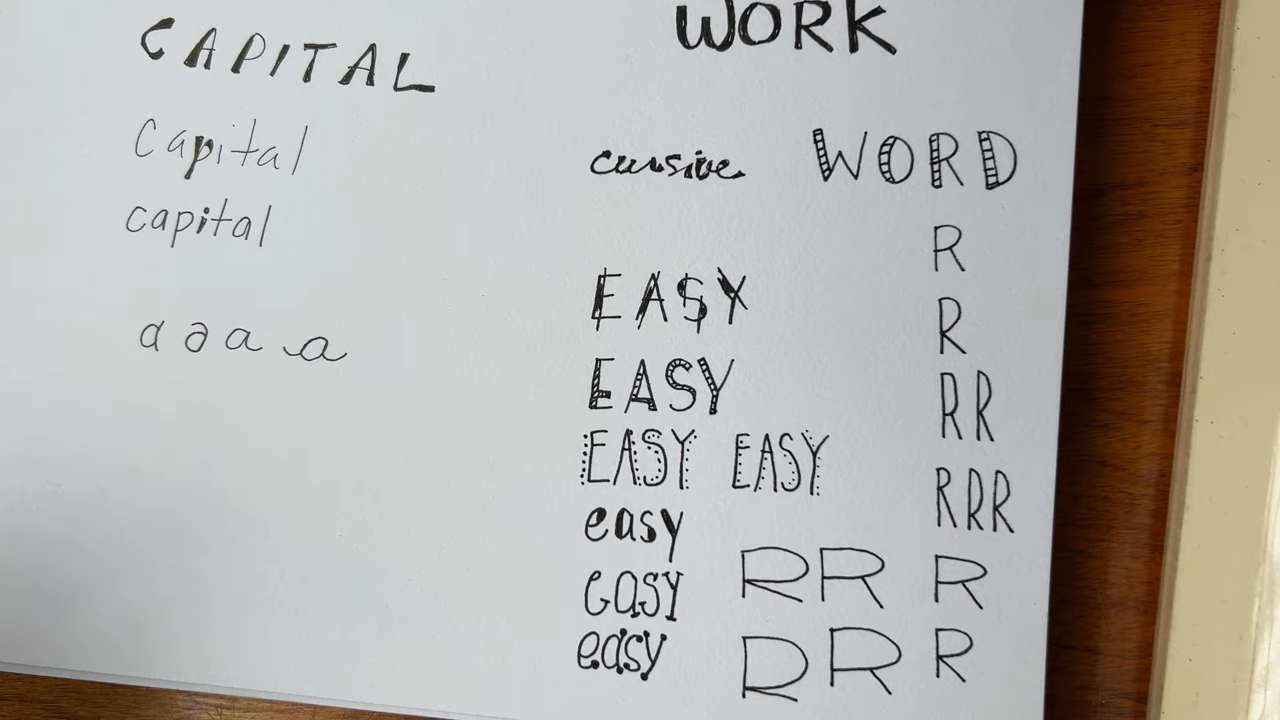 CAPITAL
Capital
capital
a a a a
WORK
cursive WORD
R
EASY
R
EASY
RR
EASY EASY
RRR
easy
RR R
easy
easy
RR R